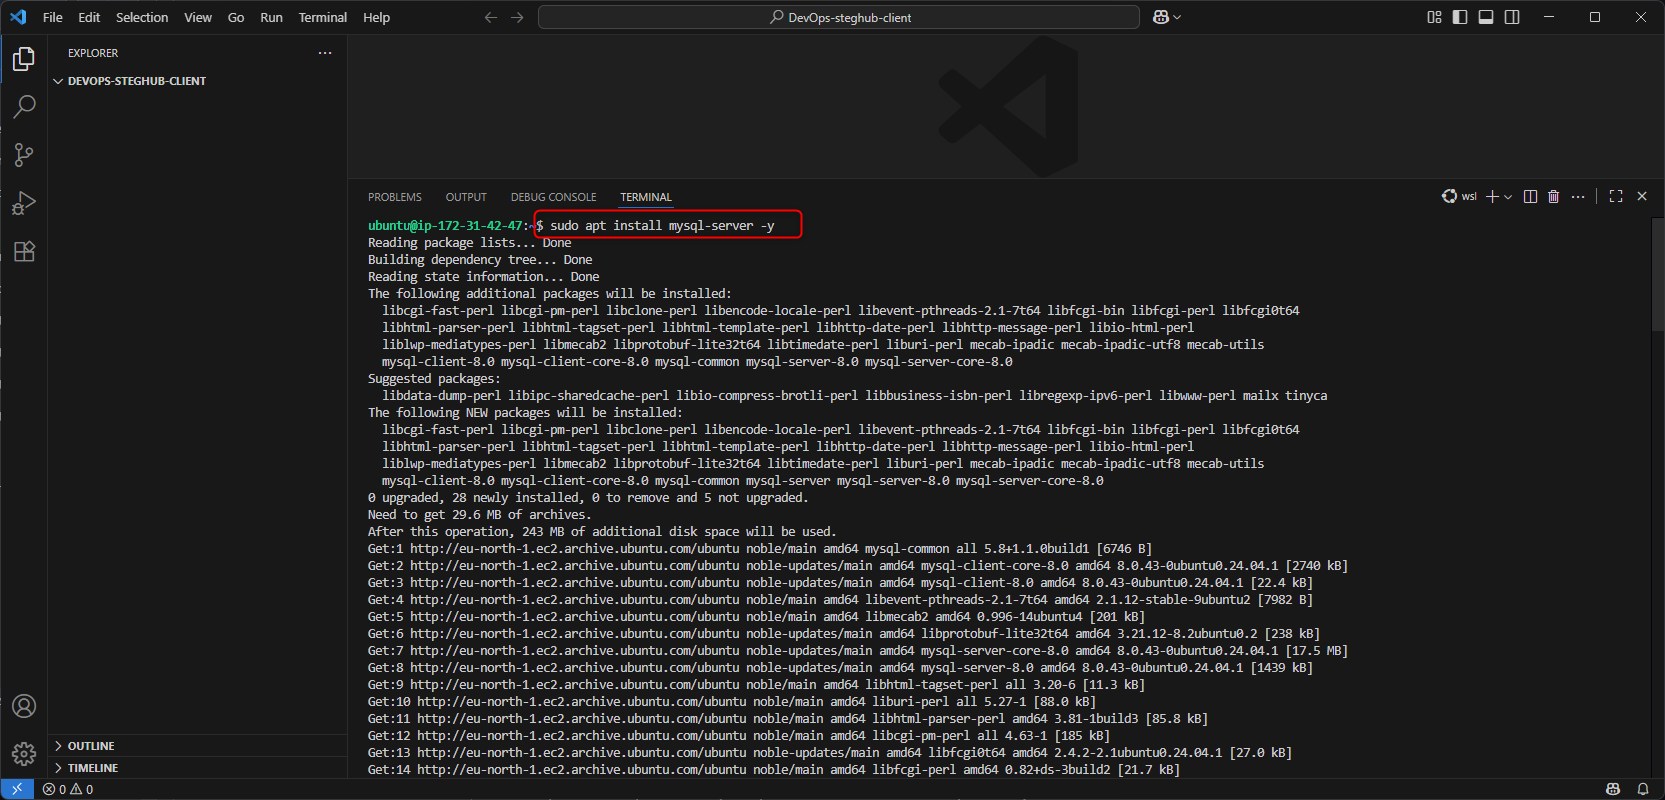 File Edit Selection View Go Run Terminal Help
DevOps-steghub-client
EXPLORER
DEVOPS-STEGHUB-CLIENT
PROBLEMS OUTPUT DEBUG CONSOLE TERMINAL
wsl
ubuntu@ip-172-31-42-47:~$ sudo apt install mysql-server -y
Reading package lists... Done
Building dependency tree... Done
Reading state information... Done
The following additional packages will be installed:
libcgi-fast-perl libcgi-pm-perl libclone-perl libencode-locale-perl libevent-pthreads-2.1-7t64 libfcgi-bin libfcgi-perl libfcgi0t64
libhtml-parser-perl libhtml-tagset-perl libhtml-template-perl libhttp-date-perl libhttp-message-perl libio-html-perl
liblwp-mediatypes-perl libmecab2 libprotobuf-lite32t64 libtimedate-perl liburi-perl mecab-ipadic mecab-ipadic-utf8 mecab-utils
mysql-client-8.0 mysql-client-core-8.0 mysql-common mysql-server-8.0 mysql-server-core-8.0
Suggested packages:
libdata-dump-perl libipc-sharedcache-perl libio-compress-brotli-perl libbusiness-isbn-perl libregexp-ipv6-perl libwww-perl mailx tinyca
The following NEW packages will be installed:
libcgi-fast-perl libcgi-pm-perl libclone-perl libencode-locale-perl libevent-pthreads-2.1-7t64 libfcgi-bin libfcgi-perl libfcgi0t64
libhtml-parser-perl libhtml-tagset-perl libhtml-template-perl libhttp-date-perl libhttp-message-perl libio-html-perl
liblwp-mediatypes-perl libmecab2 libprotobuf-lite32t64 libtimedate-perl liburi-perl mecab-ipadic mecab-ipadic-utf8 mecab-utils
mysql-client-8.0 mysql-client-core-8.0 mysql-common mysql-server mysql-server-8.0 mysql-server-core-8.0
0 upgraded, 28 newly installed, 0 to remove and 5 not upgraded.
Need to get 29.6 MB of archives.
After this operation, 243 MB of additional disk space will be used.
Get:1 http://eu-north-1.ec2.archive.ubuntu.com/ubuntu noble/main amd64 mysql-common all 5.8+1.1.0build1 [6746 B]
Get:2 http://eu-north-1.ec2.archive.ubuntu.com/ubuntu noble-updates/main amd64 mysql-client-core-8.0 amd64 8.0.43-0ubuntu0.24.04.1 [2740 kB]
Get:3 http://eu-north-1.ec2.archive.ubuntu.com/ubuntu noble-updates/main amd64 mysql-client-8.0 amd64 8.0.43-0ubuntu0.24.04.1 [22.4 kB]
Get:4 http://eu-north-1.ec2.archive.ubuntu.com/ubuntu noble/main amd64 libevent-pthreads-2.1-7t64 amd64 2.1.12-stable-9ubuntu2 [7982 B]
Get:5 http://eu-north-1.ec2.archive.ubuntu.com/ubuntu noble/main amd64 libmecab2 amd64 0.996-14ubuntu4 [201 kB]
Get:6 http://eu-north-1.ec2.archive.ubuntu.com/ubuntu noble-updates/main amd64 libprotobuf-lite32t64 amd64 3.21.12-8.2ubuntu0.2 [238 kB]
Get:7 http://eu-north-1.ec2.archive.ubuntu.com/ubuntu noble-updates/main amd64 mysql-server-core-8.0 amd64 8.0.43-0ubuntu0.24.04.1 [17.5 MB]
Get:8 http://eu-north-1.ec2.archive.ubuntu.com/ubuntu noble-updates/main amd64 mysql-server-8.0 amd64 8.0.43-0ubuntu0.24.04.1 [1439 kB]
Get:9 http://eu-north-1.ec2.archive.ubuntu.com/ubuntu noble/main amd64 libhtml-tagset-perl all 3.20-6 [11.3 kB]
Get:10 http://eu-north-1.ec2.archive.ubuntu.com/ubuntu noble/main amd64 liburi-perl all 5.27-1 [88.0 kB]
Get:11 http://eu-north-1.ec2.archive.ubuntu.com/ubuntu noble/main amd64 libhtml-parser-perl amd64 3.81-1build3 [85.8 kB]
Get:12 http://eu-north-1.ec2.archive.ubuntu.com/ubuntu noble/main amd64 libcgi-pm-perl all 4.63-1 [185 kB]
Get:13 http://eu-north-1.ec2.archive.ubuntu.com/ubuntu noble-updates/main amd64 libfcgi0t64 amd64 2.4.2-2.1ubuntu0.24.04.1 [27.0 kB]
Get:14 http://eu-north-1.ec2.archive.ubuntu.com/ubuntu noble/main amd64 libfcgi-perl amd64 0.82+ds-3build2 [21.7 kB]
OUTLINE
TIMELINE
0 0